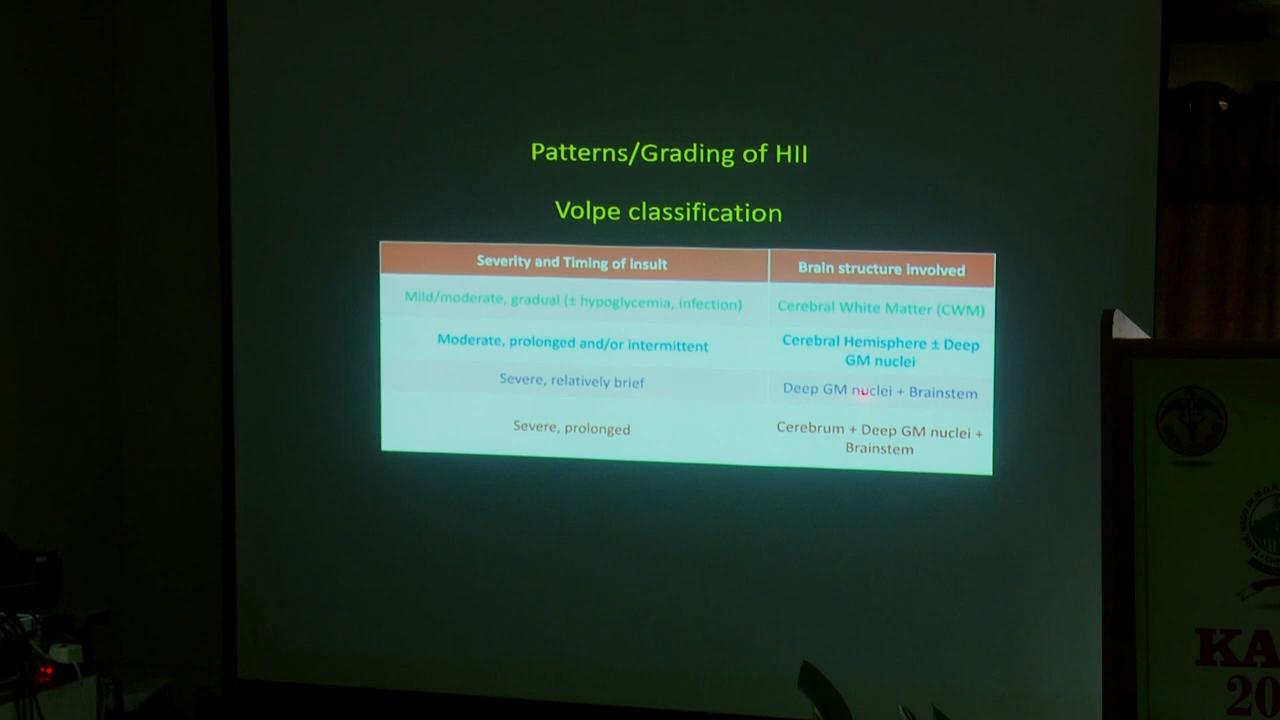 Patterns/Grading of HII
Volpe classification
Severity and Timing of insult
Brain structure involved
Mild/moderate, gradual (± hypoglycemia, infection)
Cerebral White Matter (CWM)
Moderate, prolonged and/or intermittent
Cerebral Hemisphere ± Deep
GM nuclei
Severe, relatively brief
Deep GM nuclei + Brainstem
Severe, prolonged
Cerebrum + Deep GM nuclei +
Brainstem
KA
20